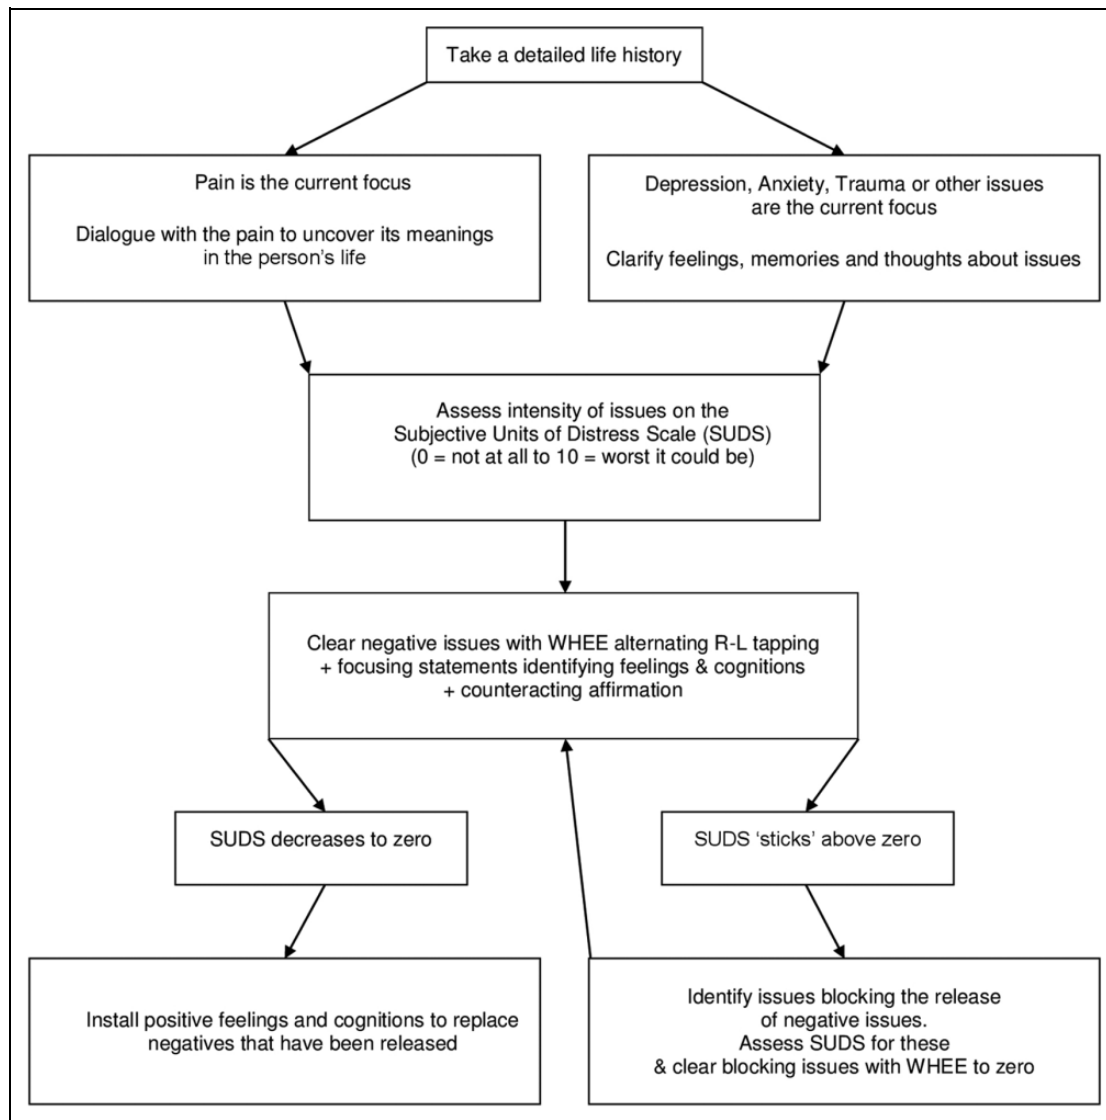 Take a detailed life history
Pain is the current focus
Dialogue with the pain to uncover its meanings
in the person’s life
Depression, Anxiety, Trauma or other issues
are the current focus
Clarify feelings, memories and thoughts about issues
Assess intensity of issues on the
Subjective Units of Distress Scale (SUDS)
(0 = not at all to 10 = worst it could be)
Clear negative issues with WHEE alternating R-L tapping
+ focusing statements identifying feelings & cognitions
+ counteracting affirmation
SUDS decreases to zero
SUDS ‘sticks’ above zero
Install positive feelings and cognitions to replace
negatives that have been released
Identify issues blocking the release
of negative issues.
Assess SUDS for these
& clear blocking issues with WHEE to zero